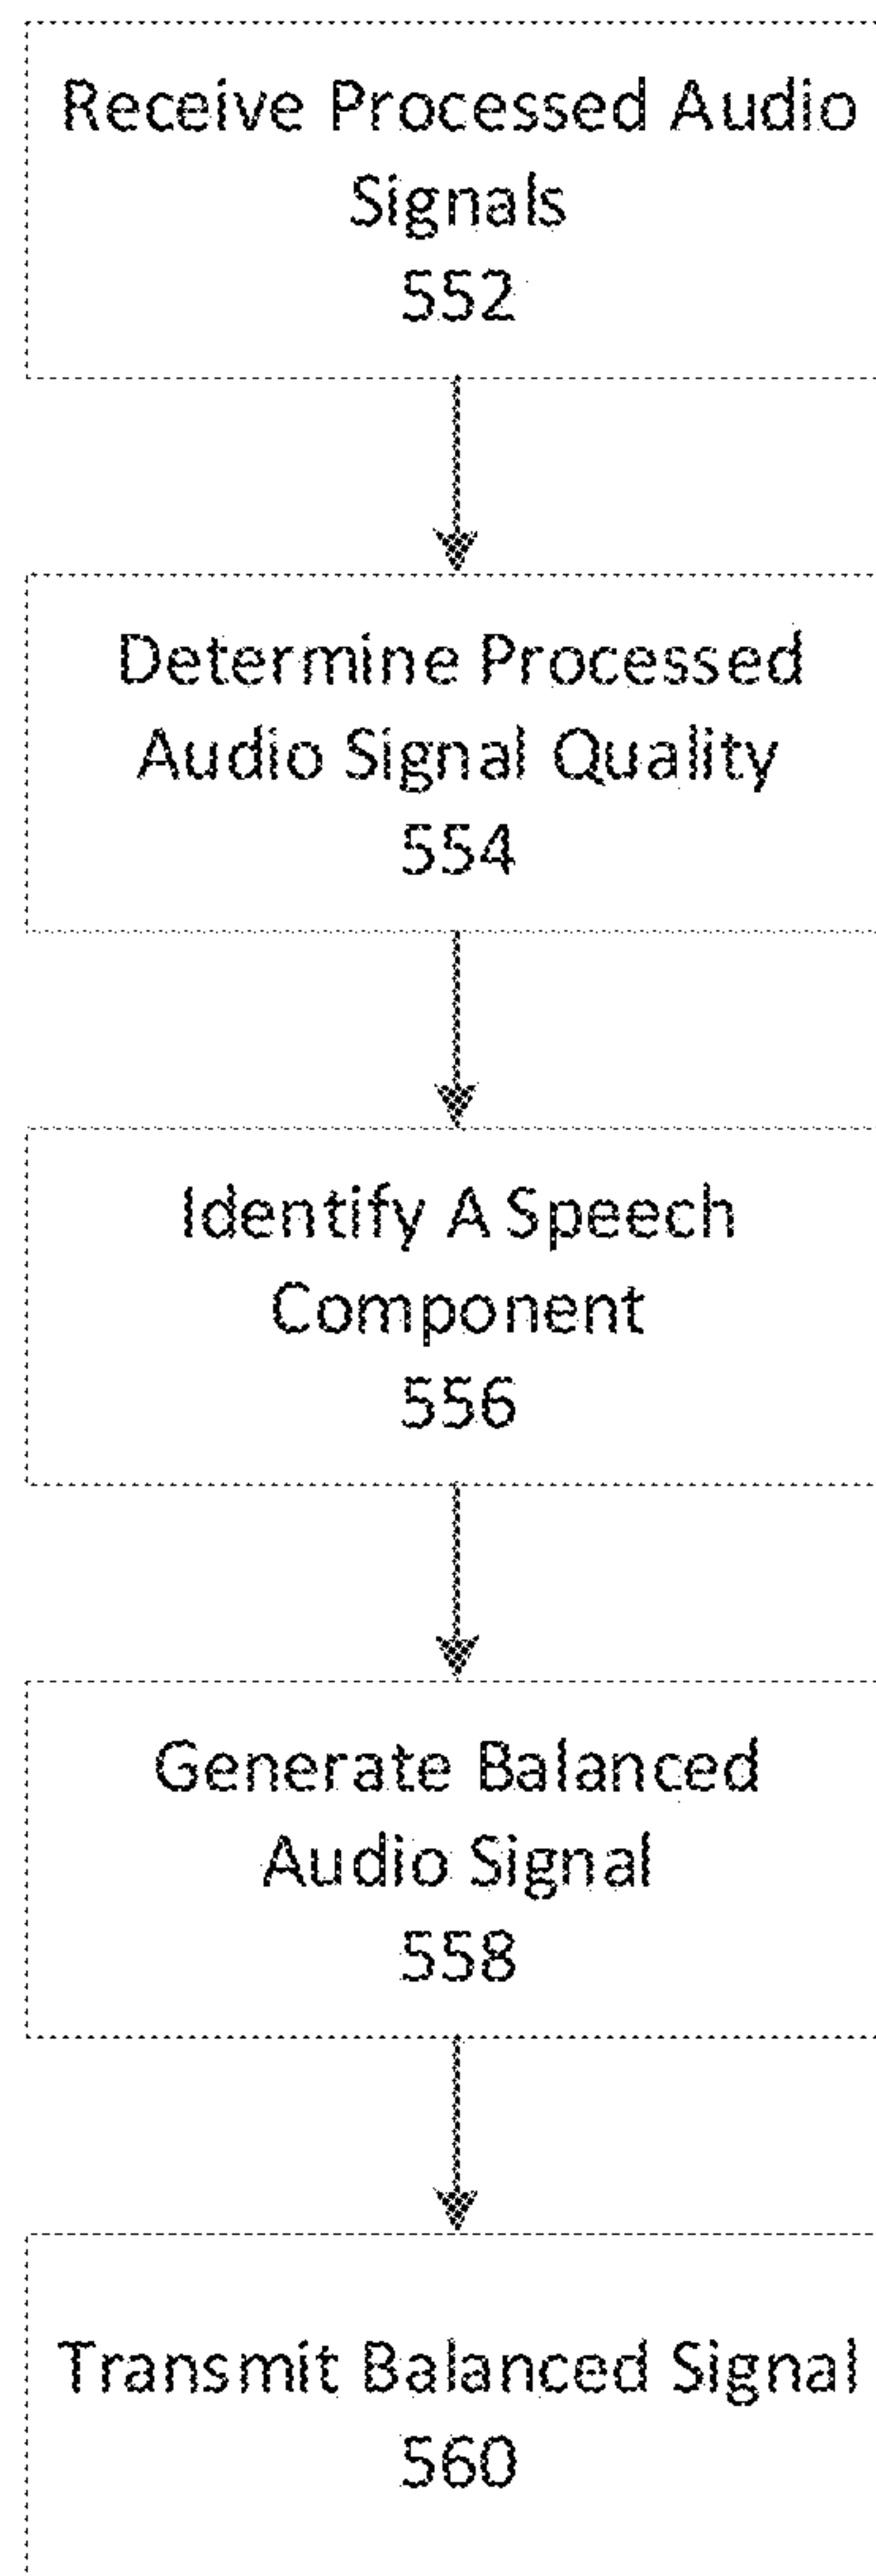 Receive Processed Audio
Signals
552
Determine Processed
Audio Signal Quality
554
Identify A Speech
Component
556
Generate Balanced
Audio Signal
558
Transmit Balanced Signal
560